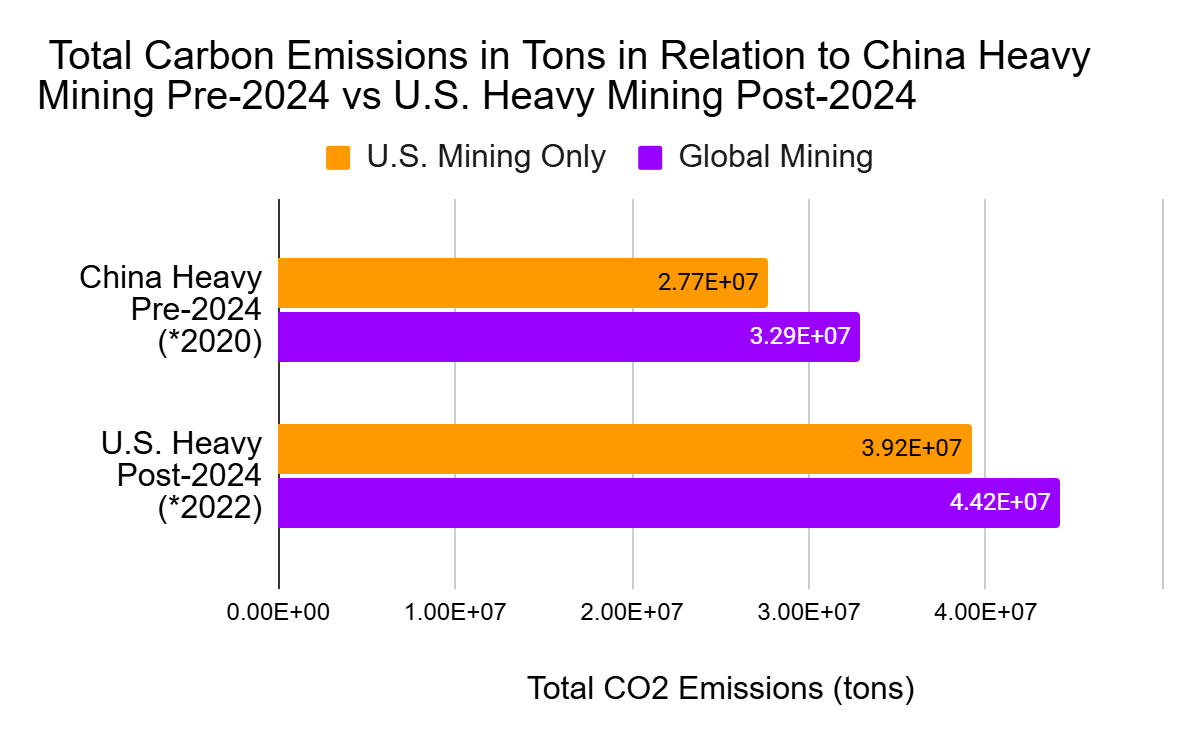 Total Carbon Emissions in Tons in Relation to China Heavy
Mining Pre-2024 vs U.S. Heavy Mining Post-2024
U.S. Mining Only
Global Mining
China Heavy
Pre-2024
(*2020)
2.77E+07
3.29E+07
U.S. Heavy
Post-2024
(*2022)
3.92E+07
4.42E+07
0.00E+00
1.00E+07
2.00E+07
3.00E+07
4.00E+07
Total CO2 Emissions (tons)